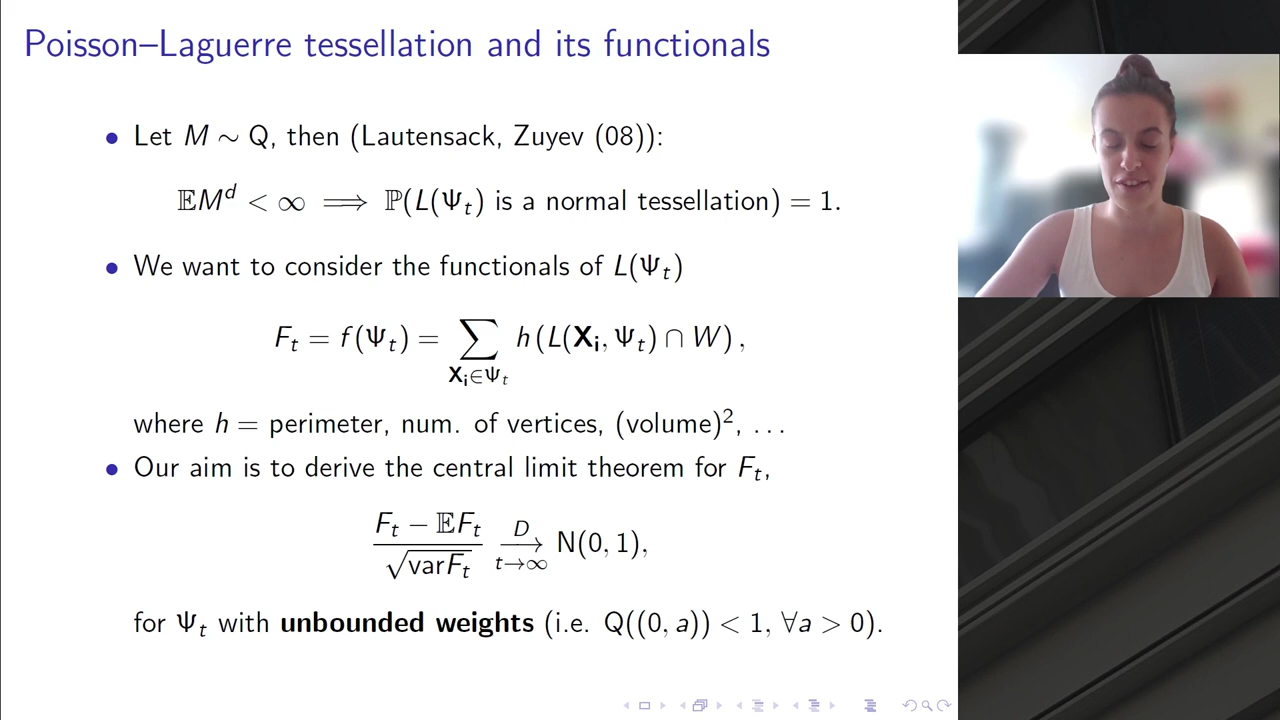 Poisson–Laguerre tessellation and its functionals
• Let M ∼ Q, then (Lautensack, Zuyev (08)):
𝔼M^d < ∞ ⟹ ℙ(L(Ψ_t) is a normal tessellation) = 1.
• We want to consider the functionals of L(Ψ_t)
F_t = f(Ψ_t) = ∑_{X_i∈Ψ_t} h(L(X_i, Ψ_t) ∩ W),
where h = perimeter, num. of vertices, (volume)², …
• Our aim is to derive the central limit theorem for F_t,
(F_t − 𝔼F_t)/√(varF_t) →^D_{t→∞} N(0, 1),
for Ψ_t with unbounded weights (i.e. Q((0, a)) < 1, ∀a > 0).